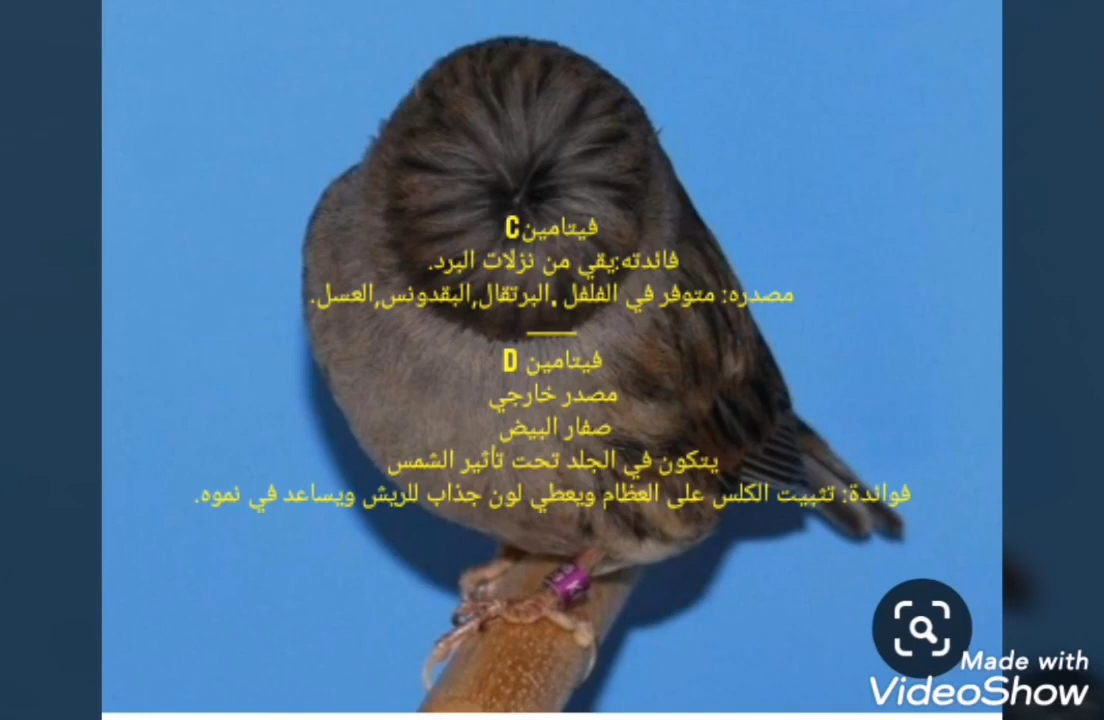 فيتامينC
فائدته:يقي من نزلات البرد.
مصدره: متوفر في الفلفل ,البرتقال,البقدونس,العسل.
فيتامين D
مصدر خارجي
صفار البيض
يتكون في الجلد تحت تأثير الشمس
فوائدة: تثبيت الكلس على العظام ويعطي لون جذاب للريش ويساعد في نموه.
Made with
VideoShow